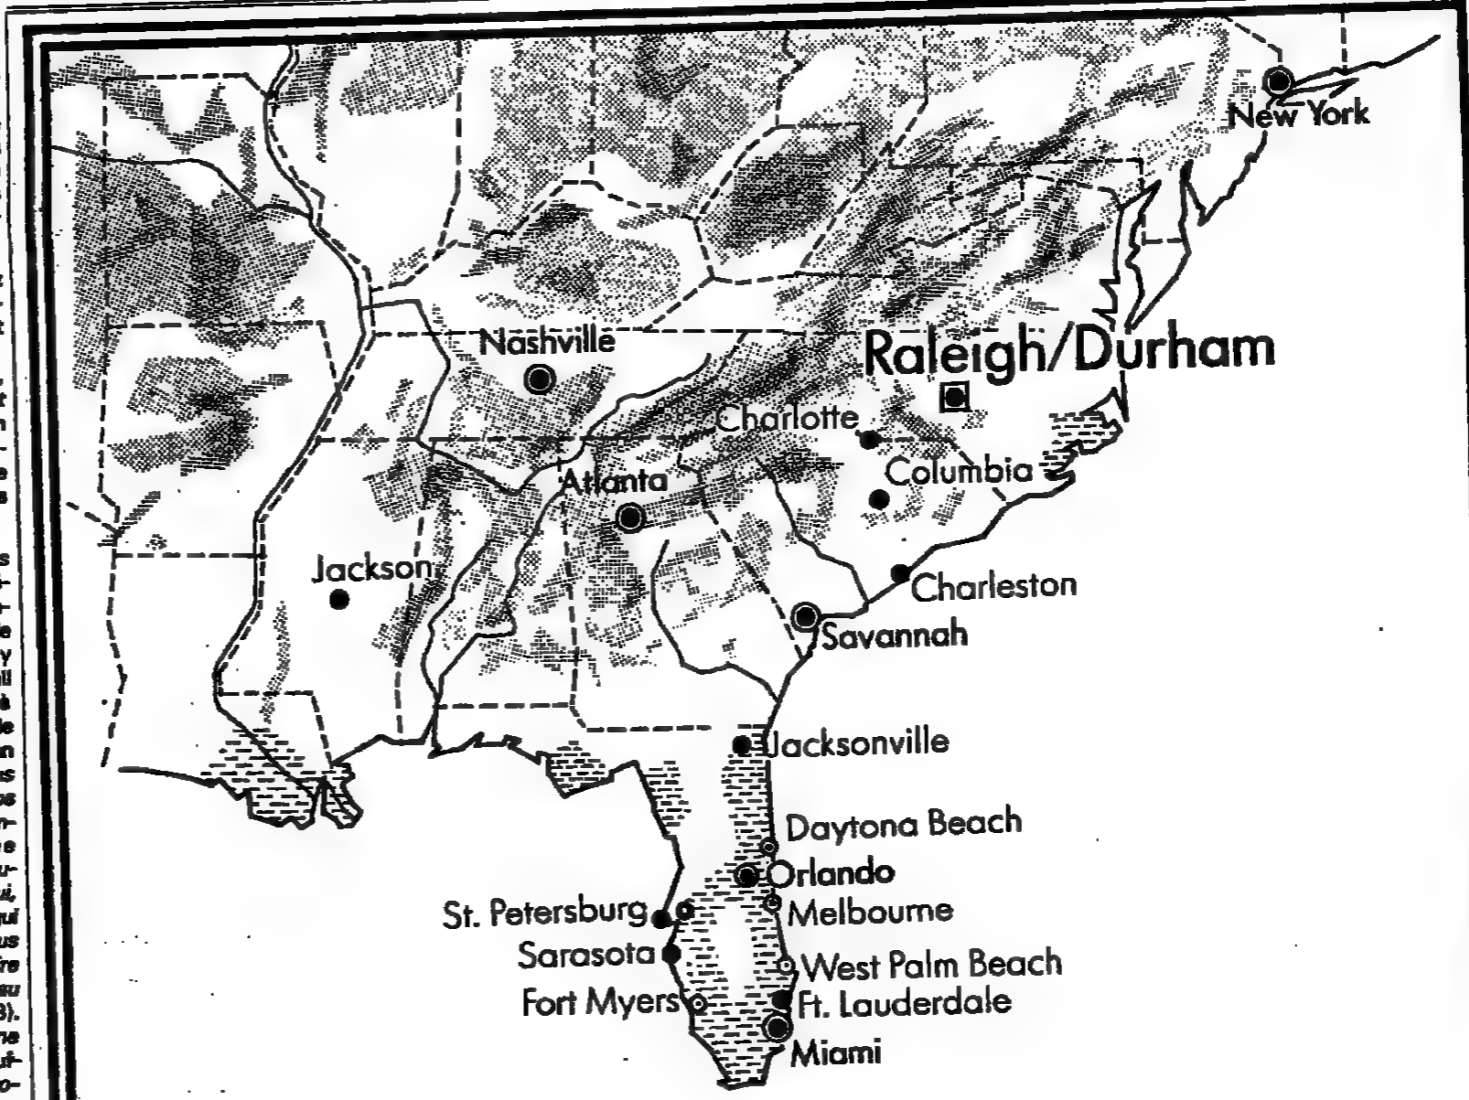 New York
Nashville
Raleigh/Durham
Charlotte
Columbia
Atlanta
Jackson
Charleston
Savannah
Jacksonville
Daytona Beach
Orlando
St. Petersburg
Melbourne
Sarasota
West Palm Beach
Fort Myers
Ft. Lauderdale
Miami